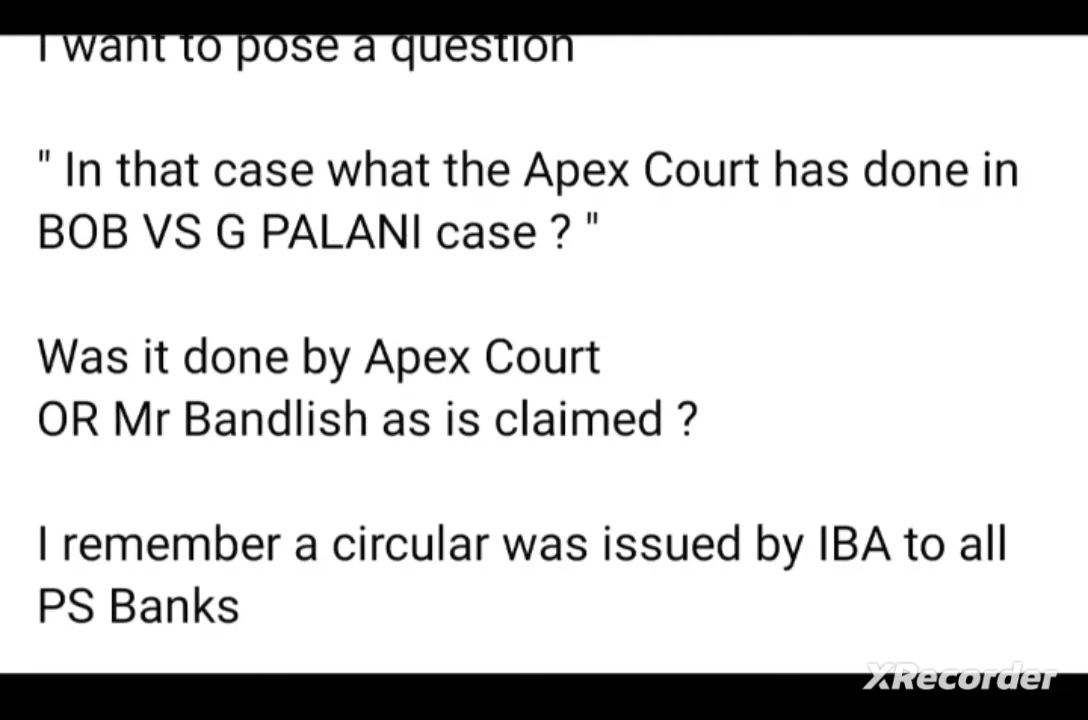 I want to pose a question
" In that case what the Apex Court has done in
BOB VS G PALANI case ? "
Was it done by Apex Court
OR Mr Bandlish as is claimed ?
I remember a circular was issued by IBA to all
PS Banks
XRecorder